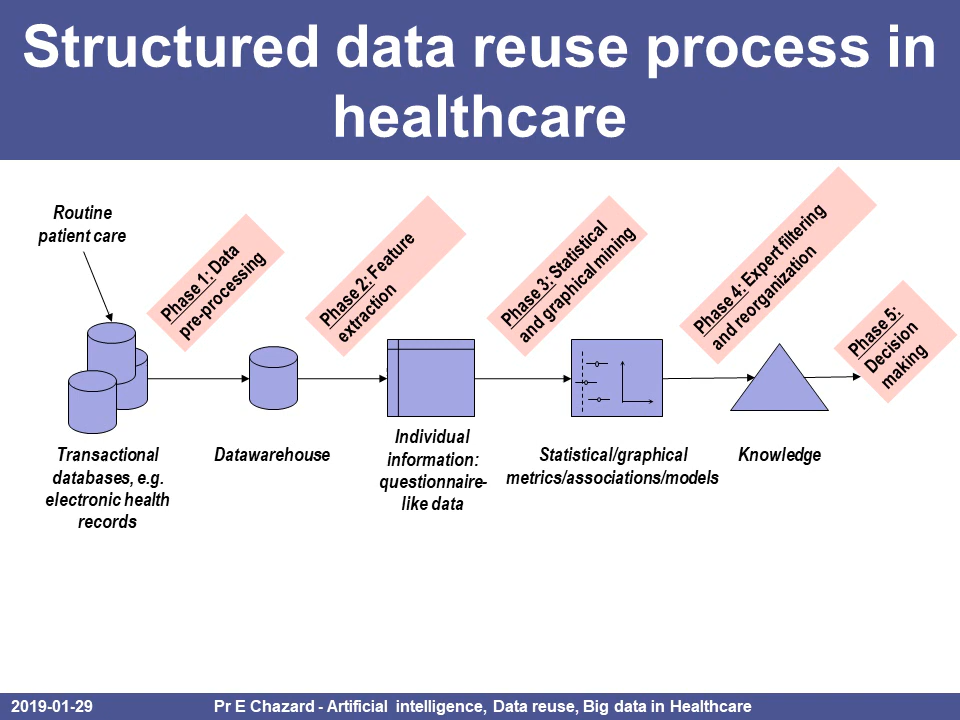 Structured data reuse process in
healthcare
Routine
patient care
Phase 1: Data
pre-processing
Phase 2: Feature
extraction
Phase 3: Statistical
and graphical mining
Phase 4: Expert filtering
and reorganization
Phase 5:
Decision
making
Transactional
databases, e.g.
electronic health
records
Datawarehouse
Individual
information:
questionnaire-
like data
Statistical/graphical
metrics/associations/models
Knowledge
2019-01-29
Pr E Chazard - Artificial intelligence, Data reuse, Big data in Healthcare